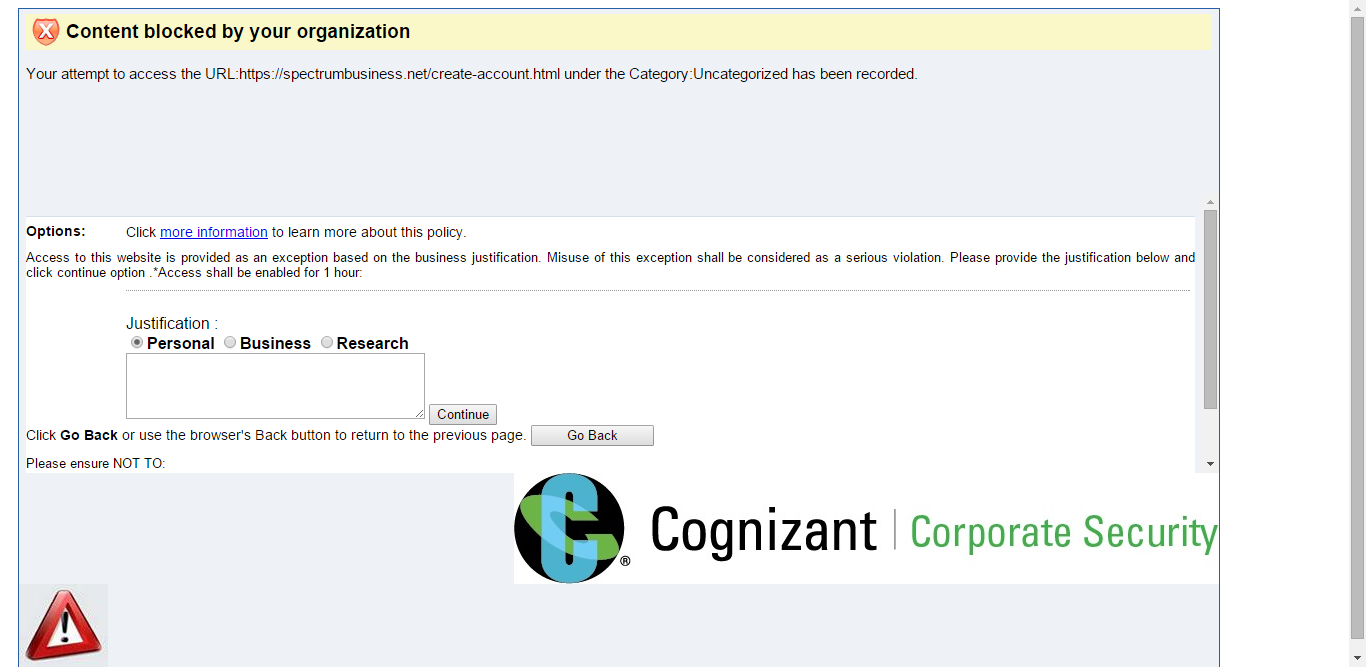 Content blocked by your organization
Your attempt to access the URL:https://spectrumbusiness.net/create-account.html under the Category:Uncategorized has been recorded.
Options: Click more information to learn more about this policy.
Access to this website is provided as an exception based on the business justification. Misuse of this exception shall be considered as a serious violation. Please provide the justification below and
click continue option .*Access shall be enabled for 1 hour:
Justification :
Personal Business Research
Continue
Click Go Back or use the browser's Back button to return to the previous page. Go Back
Please ensure NOT TO:
Cognizant | Corporate Security
®